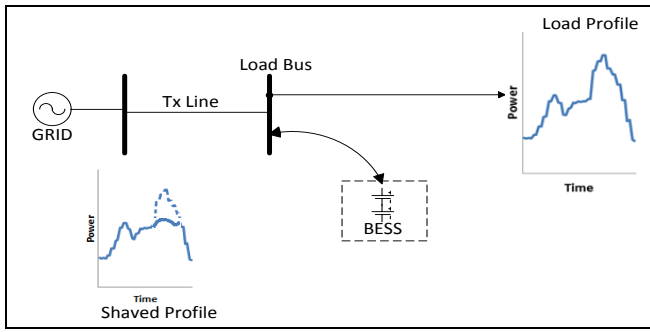 Load Profile
Load Bus
Tx Line
GRID
Power
Time
BESS
Power
Time
Shaved Profile